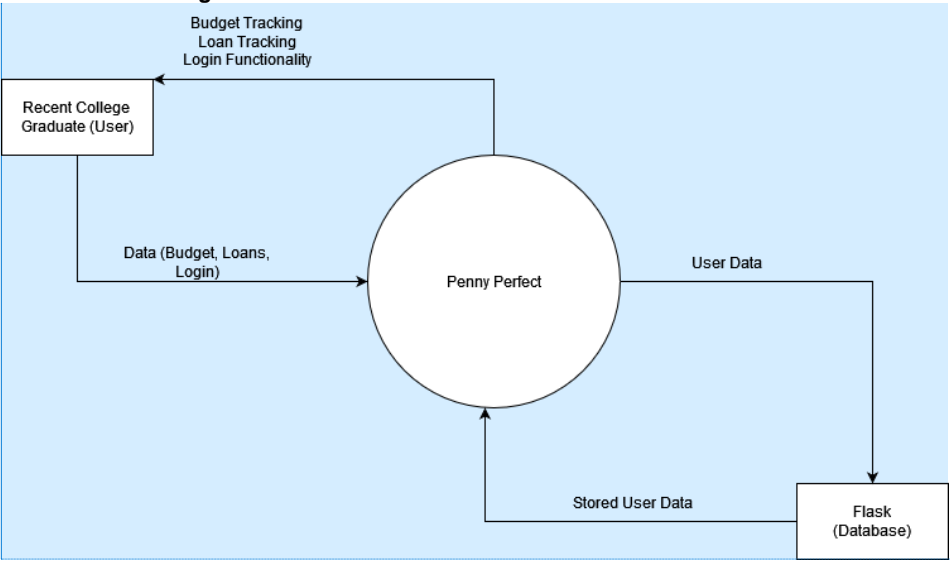 Budget Tracking
Loan Tracking
Login Functionality
Recent College
Graduate (User)
Data (Budget, Loans,
Login)
Penny Perfect
User Data
Stored User Data
Flask
(Database)